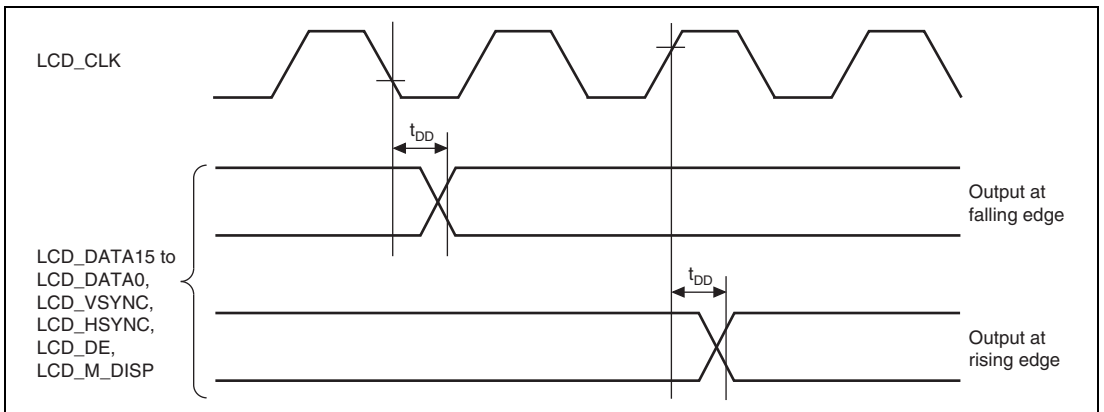 LCD_CLK
tDD
Output at
falling edge
LCD_DATA15 to
LCD_DATA0,
LCD_VSYNC,
LCD_HSYNC,
LCD_DE,
LCD_M_DISP
tDD
Output at
rising edge